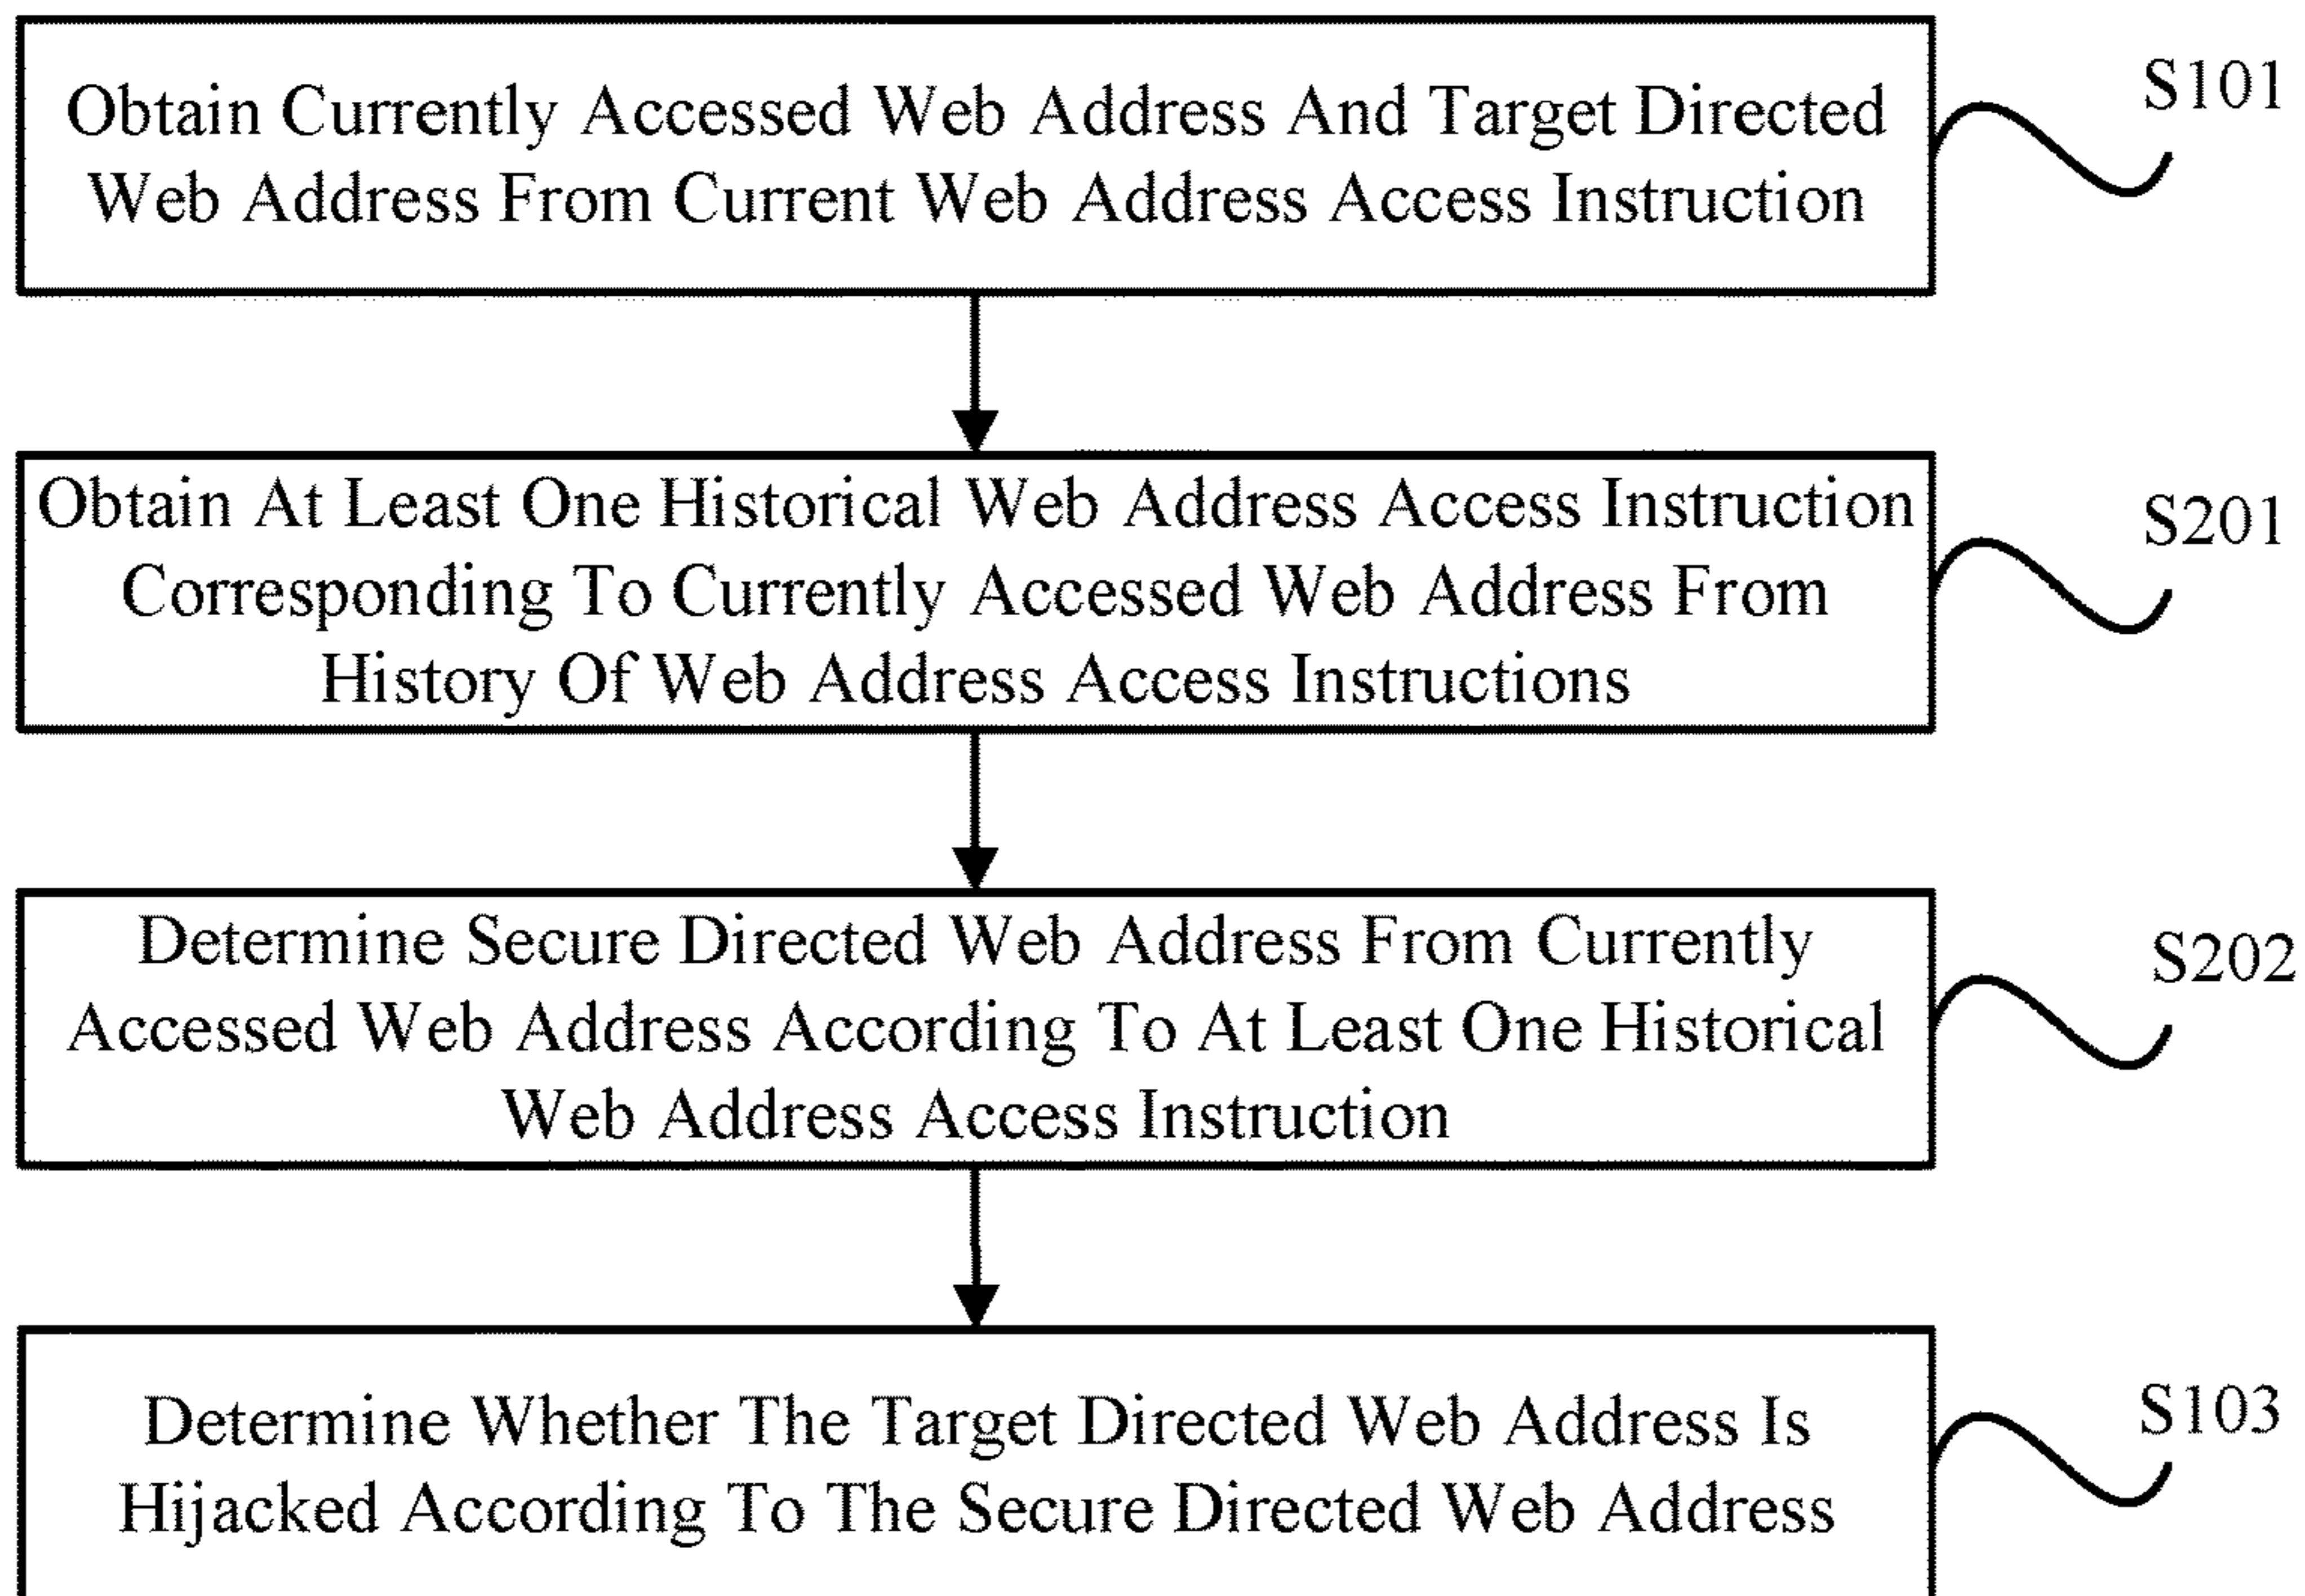 Obtain Currently Accessed Web Address And Target Directed
Web Address From Current Web Address Access Instruction
S101
Obtain At Least One Historical Web Address Access Instruction
Corresponding To Currently Accessed Web Address From
History Of Web Address Access Instructions
S201
Determine Secure Directed Web Address From Currently
Accessed Web Address According To At Least One Historical
Web Address Access Instruction
S202
Determine Whether The Target Directed Web Address Is
Hijacked According To The Secure Directed Web Address
S103